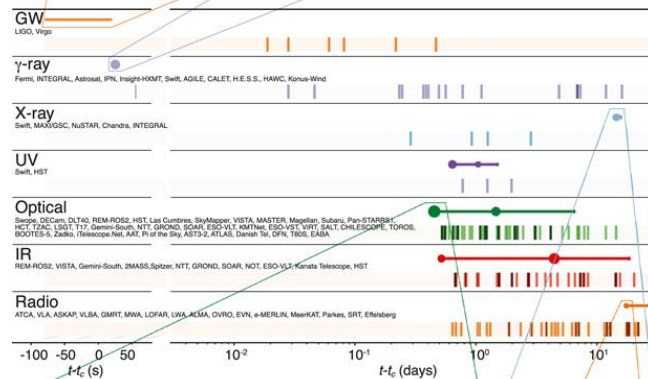 GW
LIGO, Virgo
γ-ray
Fermi, INTEGRAL, Astrosat, IPN, Insight-HXMT, Swift, AGILE, CALET, H.E.S.S., HAWC, Konus-Wind
X-ray
Swift, MAXI/GSC, NuSTAR, Chandra, INTEGRAL
UV
Swift, HST
Optical
Swope, DECam, DLT40, REM-ROS2, HST, Las Cumbres, SkyMapper, VISTA, MASTER, Magellan, Subaru, Pan-STARRS1,
HCT, TZAC, LSGT, T17, Gemini-South, NTT, GROND, SOAR, ESO-VLT, KMTNet, ESO-VST, VIRT, SALT, CHILESCOPE, TOROS,
BOOTES-5, Zadko, iTelescope.Net, AAT, Pi of the Sky, AST3-2, ATLAS, Danish Tel, DFN, T80S, EABA
IR
REM-ROS2, VISTA, Gemini-South, 2MASS,Spitzer, NTT, GROND, SOAR, NOT, ESO-VLT, Kanata Telescope, HST
Radio
ATCA, VLA, ASKAP, VLBA, GMRT, MWA, LOFAR, LWA, ALMA, OVRO, EVN, e-MERLIN, MeerKAT, Parkes, SRT, Effelsberg
-100 -50 0 50 10⁻² 10⁻¹ 10⁰ 10¹
t-tc (s) t-tc (days)